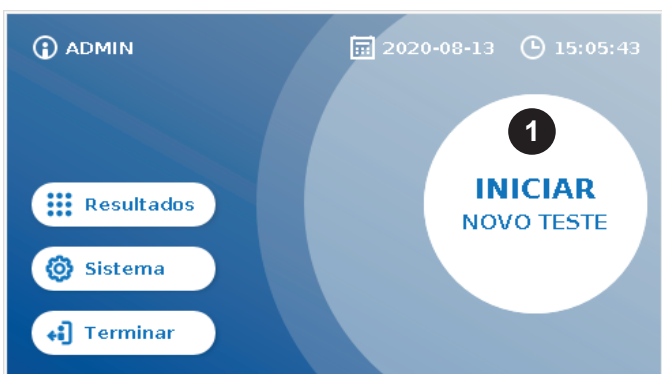 ADMIN 2020-08-13 15:05:43
1
INICIAR
NOVO TESTE
Resultados
Sistema
Terminar